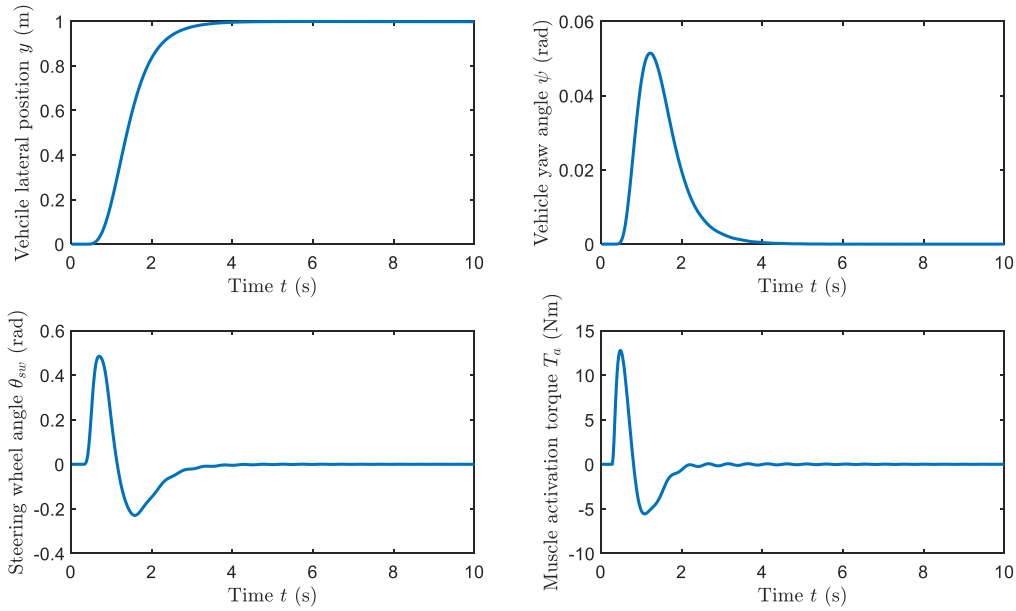 Vehcile lateral position y (m)
1
0.8
0.6
0.4
0.2
0
0 2 4 6 8 10
Time t (s)
Vehicle yaw angle ψ (rad)
0.06
0.04
0.02
0
0 2 4 6 8 10
Time t (s)
Steering wheel angle θ_sw (rad)
0.6
0.4
0.2
0
-0.2
-0.4
0 2 4 6 8 10
Time t (s)
Muscle activation torque T_a (Nm)
15
10
5
0
-5
-10
0 2 4 6 8 10
Time t (s)